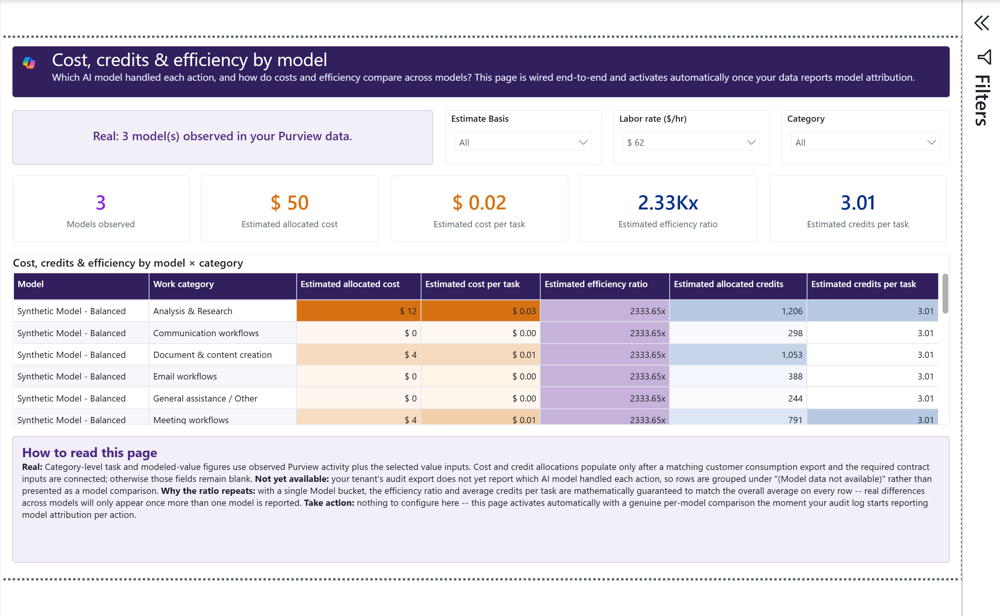 Cost, credits & efficiency by model
Which AI model handled each action, and how do costs and efficiency compare across models? This page is wired end-to-end and activates automatically once your data reports model attribution.
Filters
Real: 3 model(s) observed in your Purview data.
Estimate Basis
All
Labor rate ($/hr)
$ 62
Category
All
3
Models observed
$ 50
Estimated allocated cost
$ 0.02
Estimated cost per task
2.33Kx
Estimated efficiency ratio
3.01
Estimated credits per task
Cost, credits & efficiency by model × category
Model Work category Estimated allocated cost Estimated cost per task Estimated efficiency ratio Estimated allocated credits Estimated credits per task
Synthetic Model - Balanced Analysis & Research $ 12 $ 0.03 2333.65x 1,206 3.01
Synthetic Model - Balanced Communication workflows $ 0 $ 0.00 2333.65x 298 3.01
Synthetic Model - Balanced Document & content creation $ 4 $ 0.01 2333.65x 1,053 3.01
Synthetic Model - Balanced Email workflows $ 0 $ 0.00 2333.65x 388 3.01
Synthetic Model - Balanced General assistance / Other $ 0 $ 0.00 2333.65x 244 3.01
Synthetic Model - Balanced Meeting workflows $ 4 $ 0.01 2333.65x 791 3.01
How to read this page
Real: Category-level task and modeled-value figures use observed Purview activity plus the selected value inputs. Cost and credit allocations populate only after a matching customer consumption export and the required contract
inputs are connected; otherwise those fields remain blank. Not yet available: your tenant's audit export does not yet report which AI model handled each action, so rows are grouped under "(Model data not available)" rather than
presented as a model comparison. Why the ratio repeats: with a single Model bucket, the efficiency ratio and average credits per task are mathematically guaranteed to match the overall average on every row -- real differences
across models will only appear once more than one model is reported. Take action: nothing to configure here -- this page activates automatically with a genuine per-model comparison the moment your audit log starts reporting
model attribution per action.